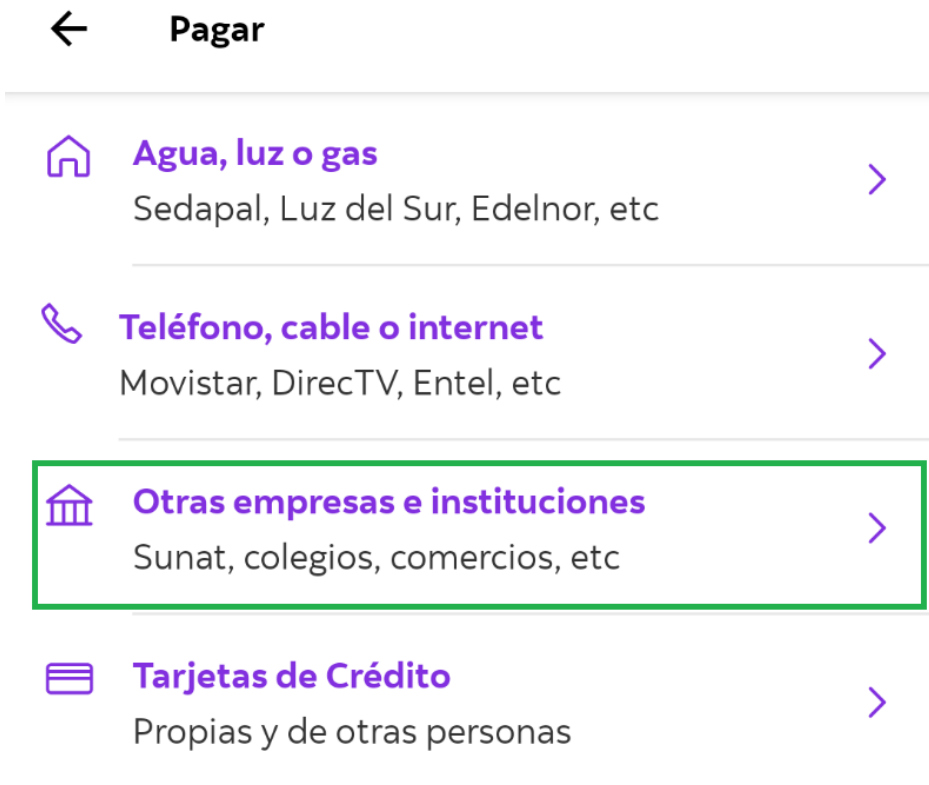 Pagar
Agua, luz o gas
Sedapal, Luz del Sur, Edelnor, etc
Teléfono, cable o internet
Movistar, DirecTV, Entel, etc
Otras empresas e instituciones
Sunat, colegios, comercios, etc
Tarjetas de Crédito
Propias y de otras personas